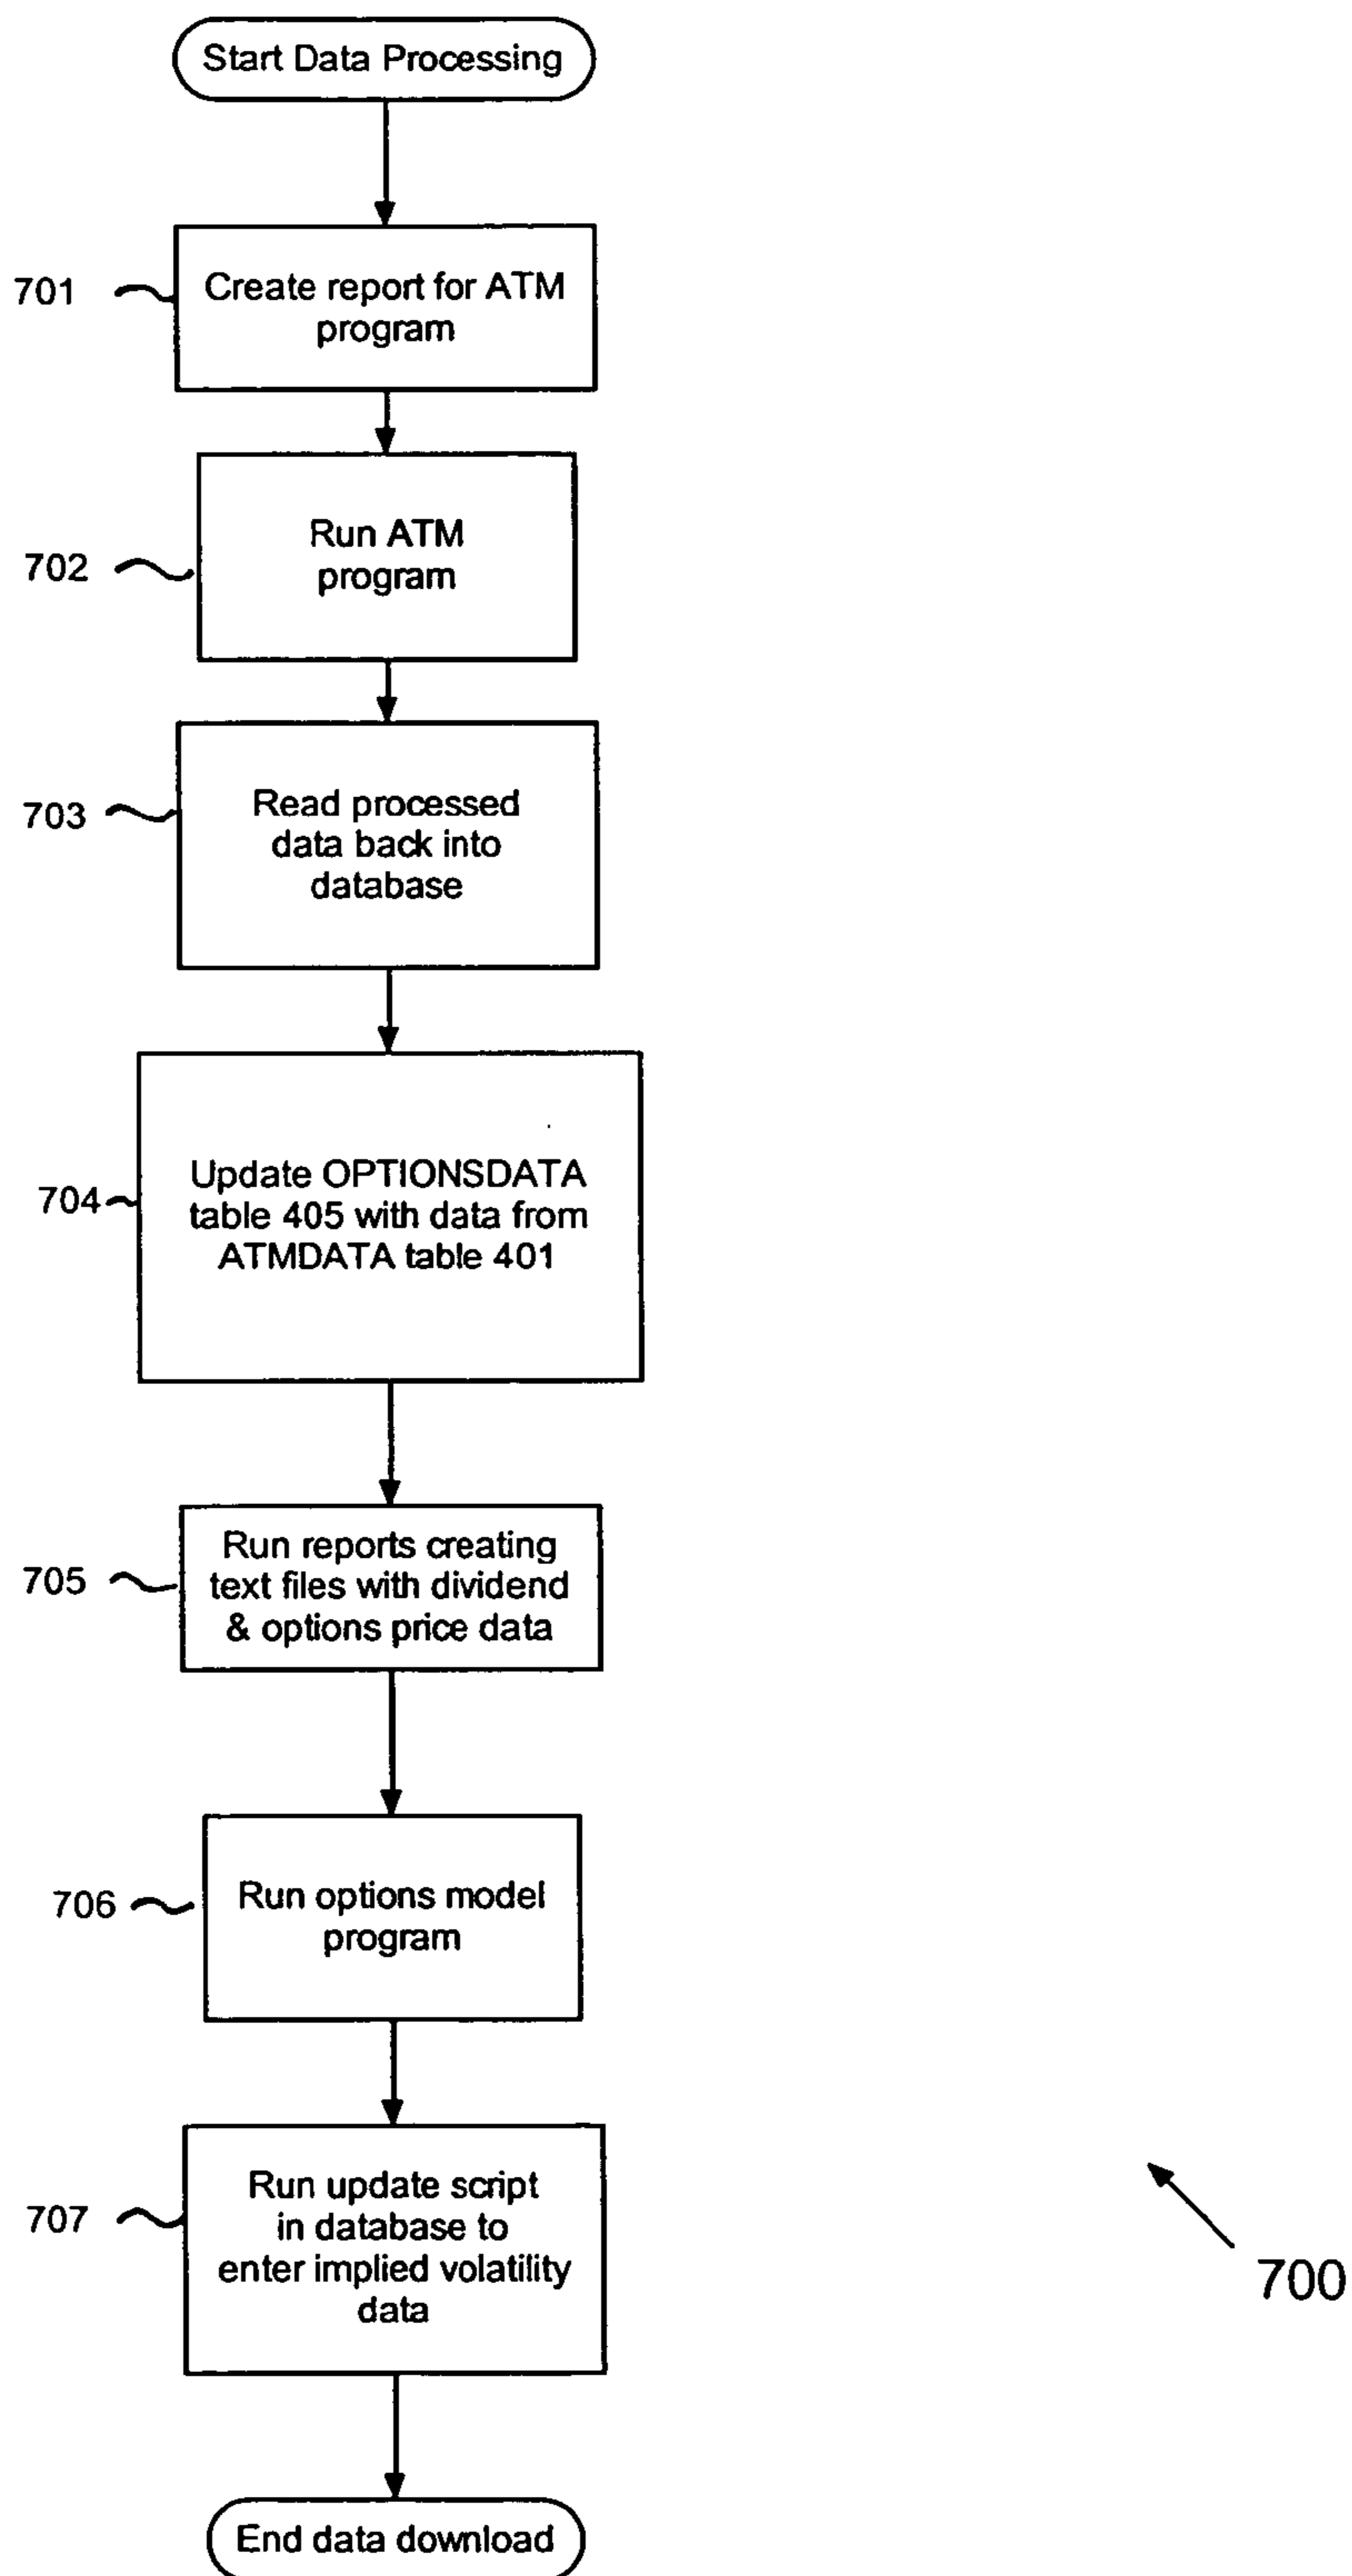 Start Data Processing
701
Create report for ATM
program
702
Run ATM
program
703
Read processed
data back into
database
704
Update OPTIONSDATA
table 405 with data from
ATMDATA table 401
705
Run reports creating
text files with dividend
& options price data
706
Run options model
program
707
Run update script
in database to
enter implied volatility
data
700
End data download